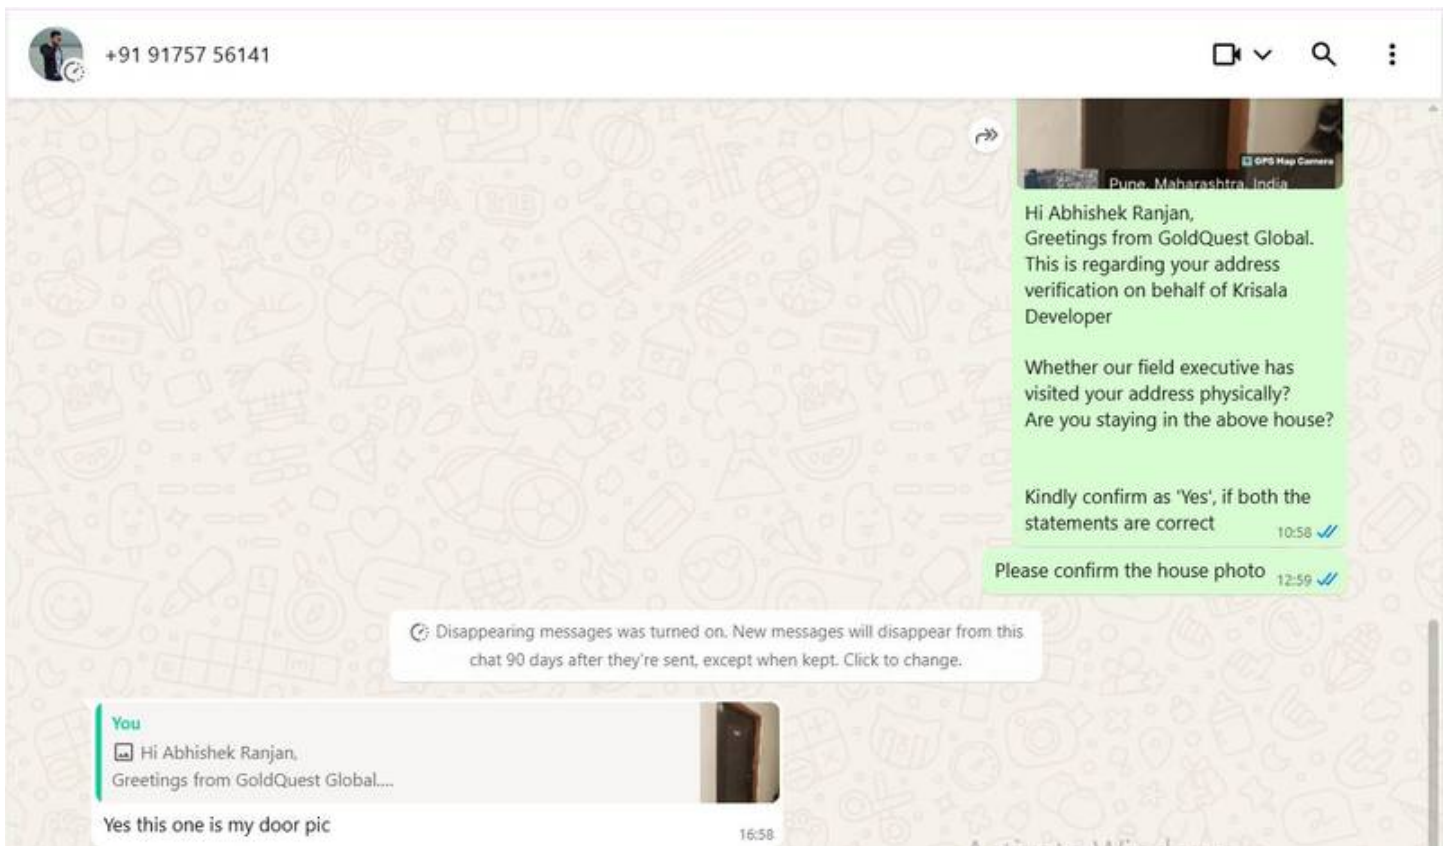 +91 91757 56141
GPS Map Camera
Pune, Maharashtra, India
Hi Abhishek Ranjan,
Greetings from GoldQuest Global.
This is regarding your address
verification on behalf of Krisala
Developer
Whether our field executive has
visited your address physically?
Are you staying in the above house?
Kindly confirm as 'Yes', if both the
statements are correct
10:58
Please confirm the house photo
12:59
Disappearing messages was turned on. New messages will disappear from this
chat 90 days after they're sent, except when kept. Click to change.
You
Hi Abhishek Ranjan,
Greetings from GoldQuest Global....
Yes this one is my door pic
16:58